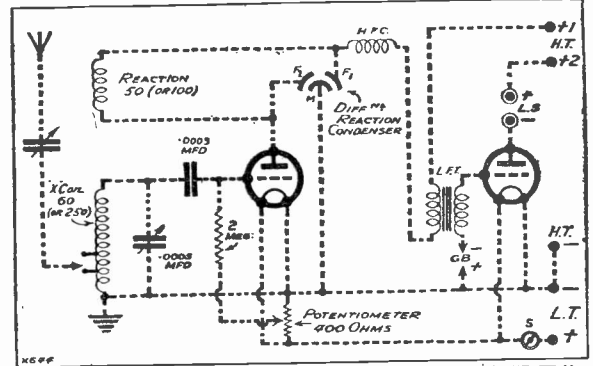 H.F.C.
+1
H.T.
+2
REACTION
50 (OR 100)
F2
F1
M
DIFFNT
REACTION
CONDENSER
+
L.S
−
.0003
MFD
"X" COIL
60
(OR 250)
2
MEG:
.0005
MFD
L.F.T.
GB
−
+
H.T.
−
−
L.T.
+
S
POTENTIOMETER
400 OHMS
X644